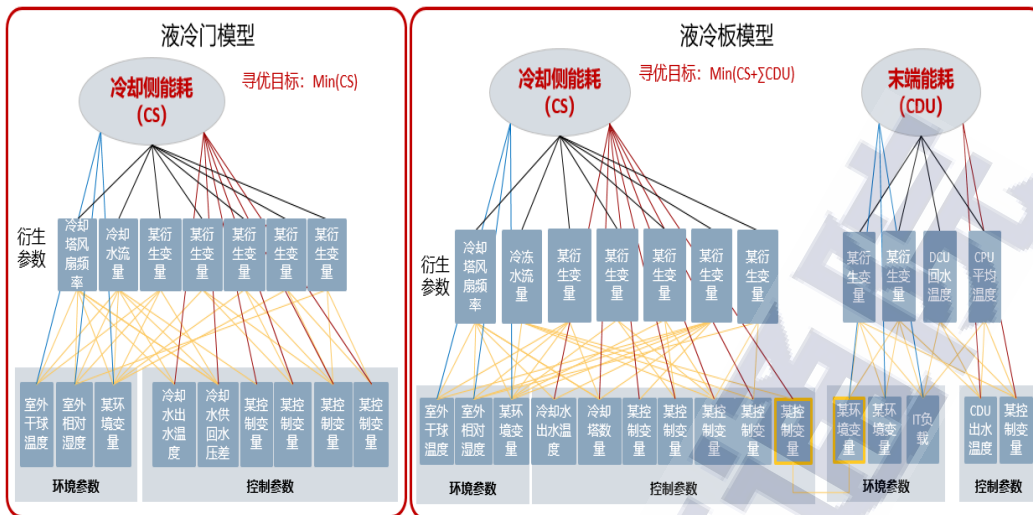 液冷门模型
冷却侧能耗
(CS)
寻优目标：Min(CS)
衍生
参数
冷却
塔风
扇频
率
冷却
水流
量
某衍
生变
量
某衍
生变
量
某衍
生变
量
某衍
生变
量
某衍
生变
量
室外
干球
温度
室外
相对
湿度
某环
境变
量
冷却
水出
水温
度
冷却
水供
回水
压差
某控
制变
量
某控
制变
量
某控
制变
量
某控
制变
量
环境参数
控制参数
液冷板模型
冷却侧能耗
(CS)
寻优目标：Min(CS+∑CDU)
末端能耗
(CDU)
衍生
参数
冷却
塔风
扇频
率
冷冻
水流
量
某衍
生变
量
某衍
生变
量
某衍
生变
量
某衍
生变
量
某衍
生变
量
某衍
生变
量
某衍
生变
量
DCU
回水
温度
CPU
平均
温度
室外
干球
温度
室外
相对
湿度
某环
境变
量
冷却水
出水温
度
冷却
塔数
量
某控
制变
量
某控
制变
量
某控
制变
量
某控
制变
量
某控
制变
量
某环
境变
量
某环
境变
量
IT负
载
CDU
出水
温度
某控
制变
量
环境参数
控制参数
环境参数
控制参数